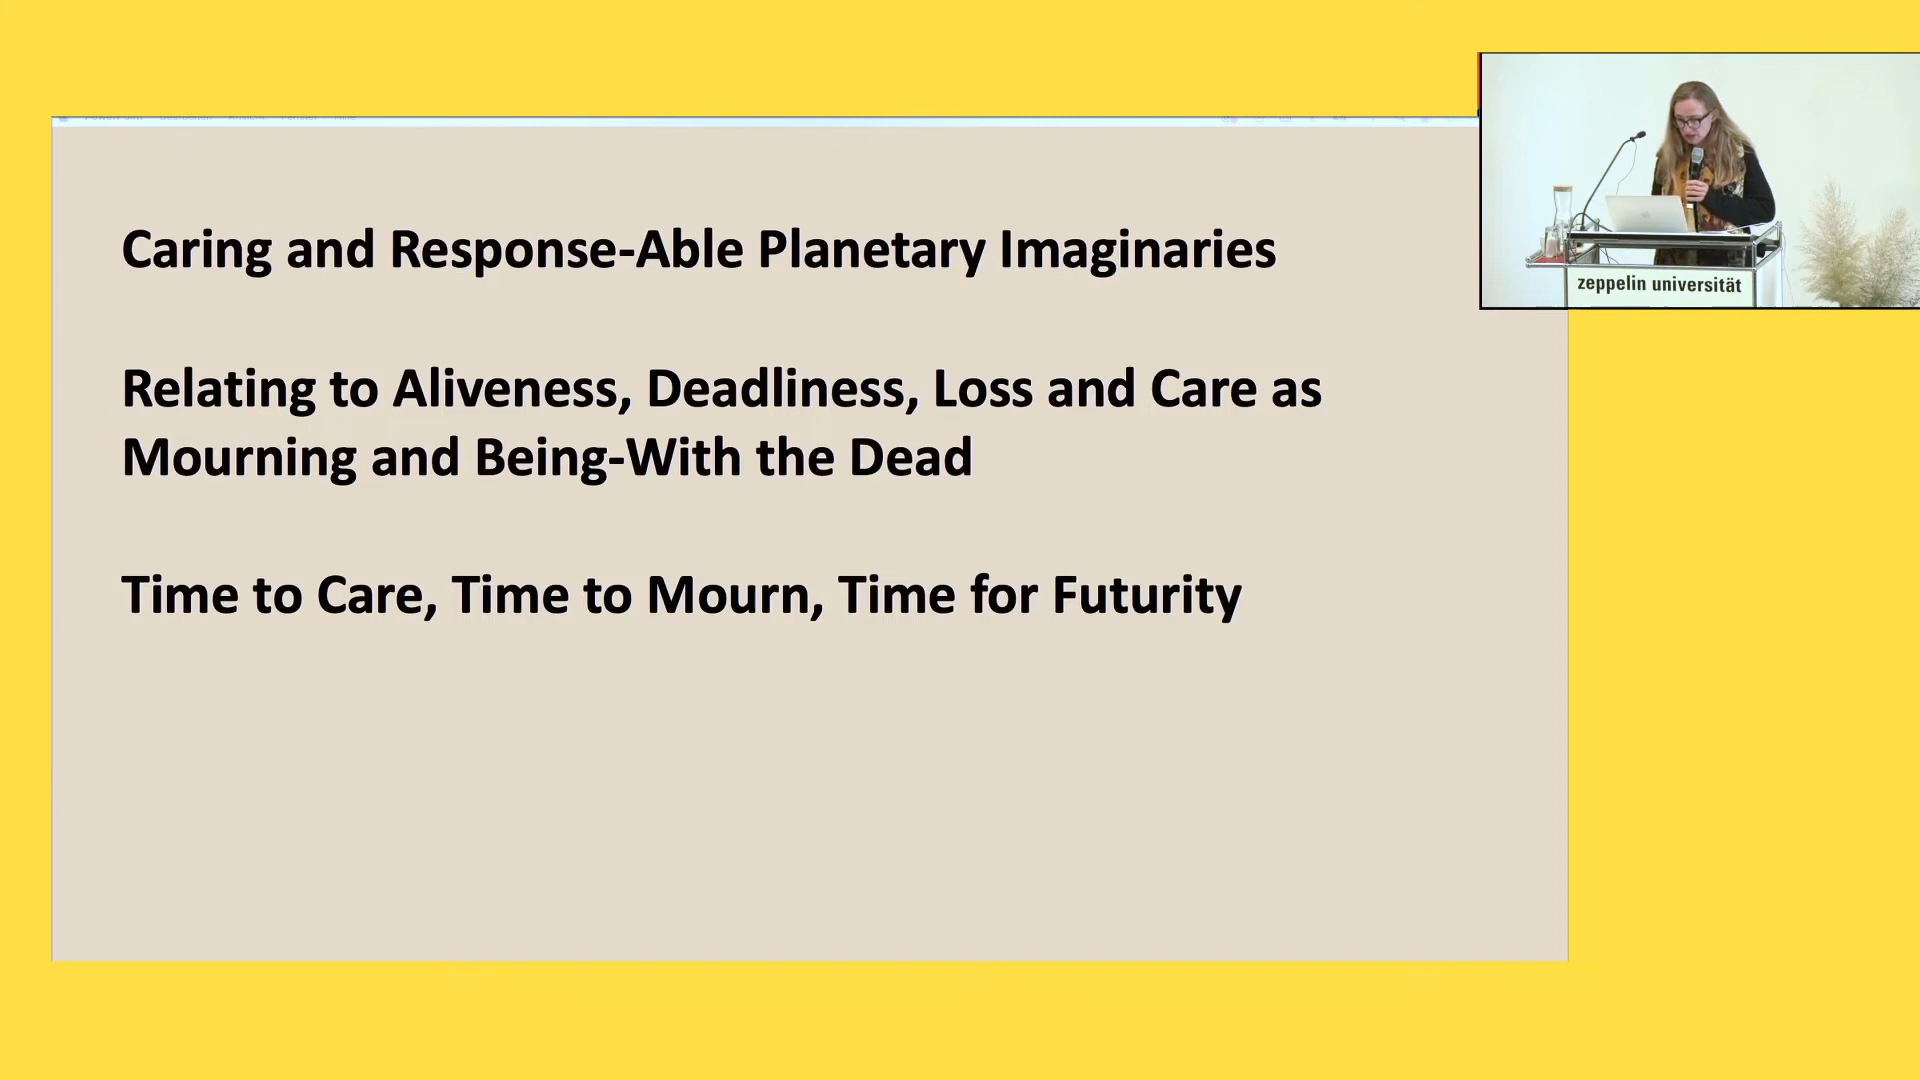 Caring and Response-Able Planetary Imaginaries
Relating to Aliveness, Deadliness, Loss and Care as
Mourning and Being-With the Dead
Time to Care, Time to Mourn, Time for Futurity
zeppelin universität